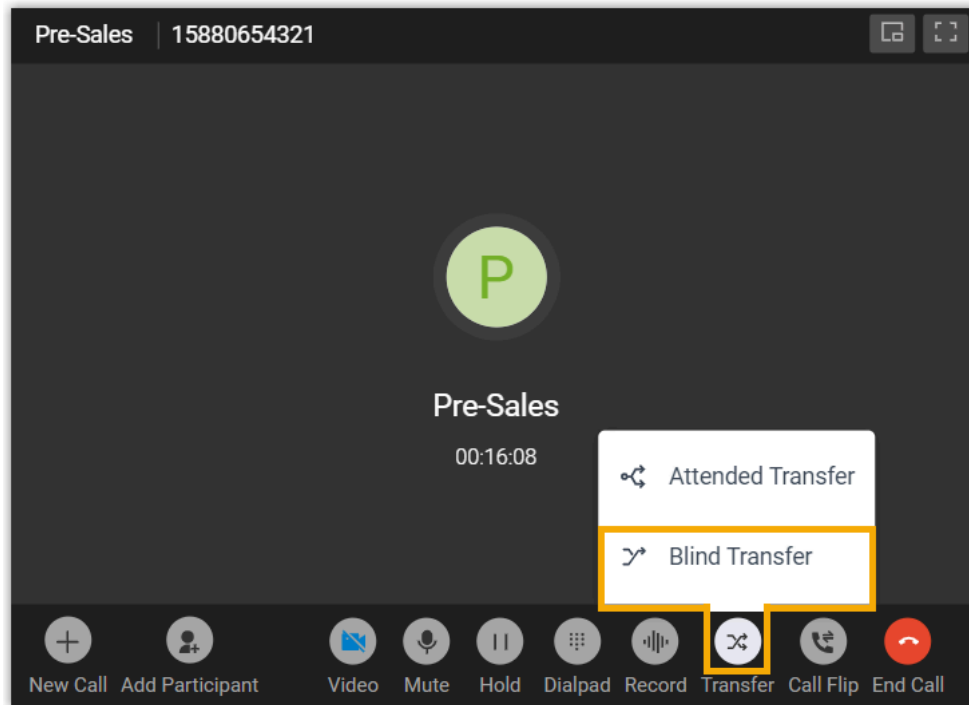 Pre-Sales 15880654321
P
Pre-Sales
00:16:08
Attended Transfer
Blind Transfer
New Call Add Participant Video Mute Hold Dialpad Record Transfer Call Flip End Call